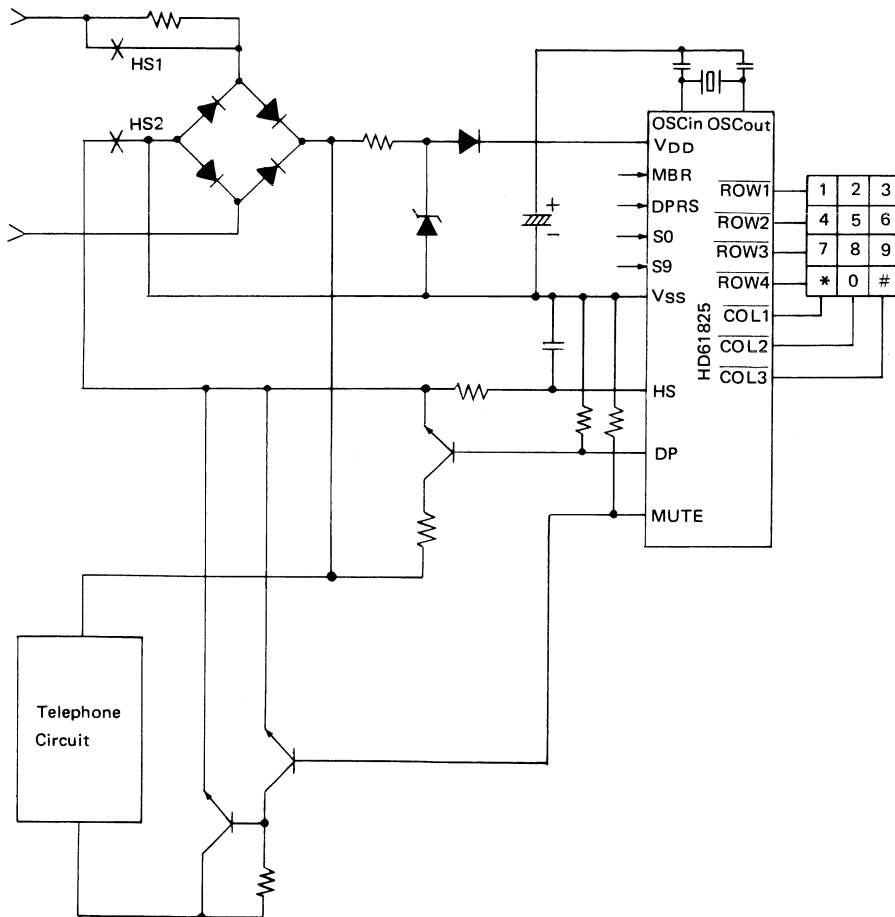 HS1
HS2
OSCin OSCout
VDD
MBR
DPRS
S0
S9
VSS
HS
DP
MUTE
HD61825
ROW1
ROW2
ROW3
ROW4
COL1
COL2
COL3
1 2 3
4 5 6
7 8 9
* 0 #
+
−
Telephone
Circuit